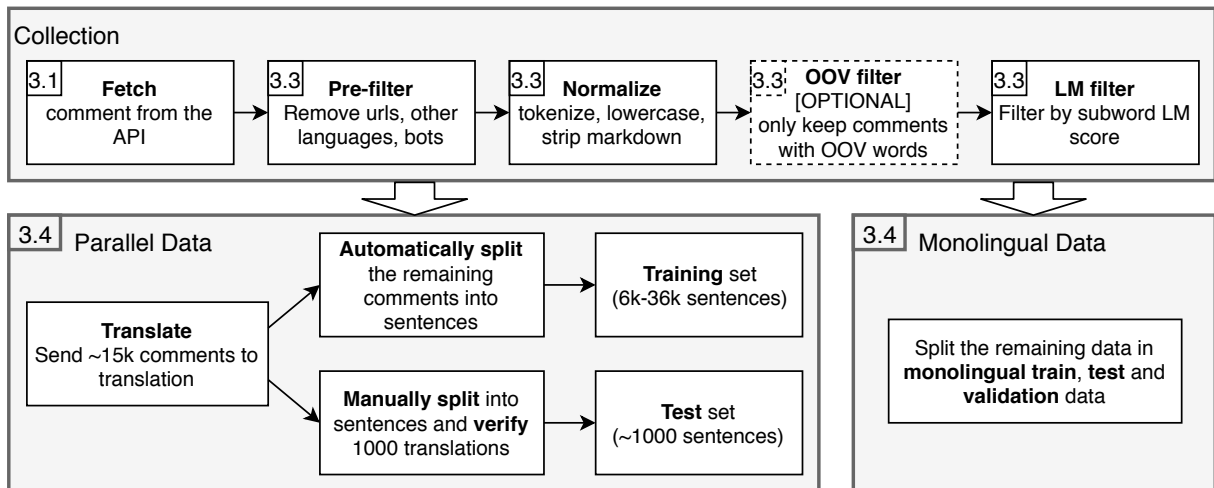 Collection
3.1
Fetch
comment from the
API
3.3
Pre-filter
Remove urls, other
languages, bots
3.3
Normalize
tokenize, lowercase,
strip markdown
3.3
OOV filter
[OPTIONAL]
only keep comments
with OOV words
3.3
LM filter
Filter by subword LM
score
3.4
Parallel Data
Translate
Send ~15k comments to
translation
Automatically split
the remaining
comments into
sentences
Training set
(6k-36k sentences)
Manually split into
sentences and verify
1000 translations
Test set
(~1000 sentences)
3.4
Monolingual Data
Split the remaining data in
monolingual train, test and
validation data